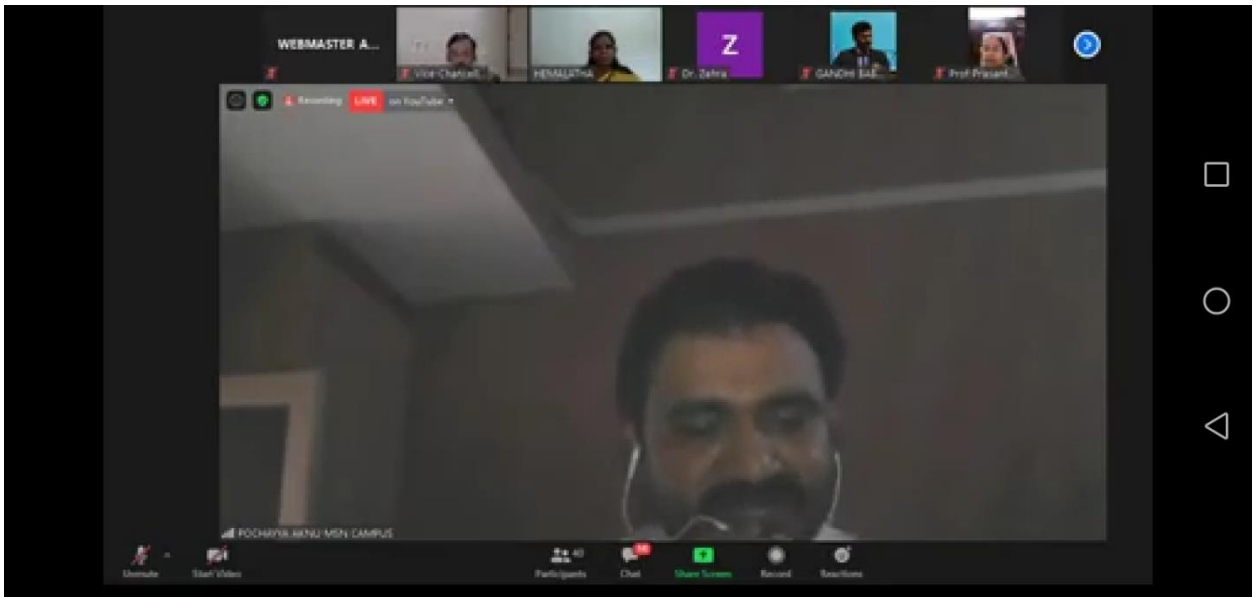 WEBMASTER A...
Vice Chancell...
HEMALATHA
Z
Dr. Zehra
GANDHI BAB...
Prof Prasant...
Recording
LIVE
on YouTube
POCHAYYA AKNU MSN CAMPUS
Unmute
Start Video
40
Participants
Chat
Share Screen
Record
Reactions